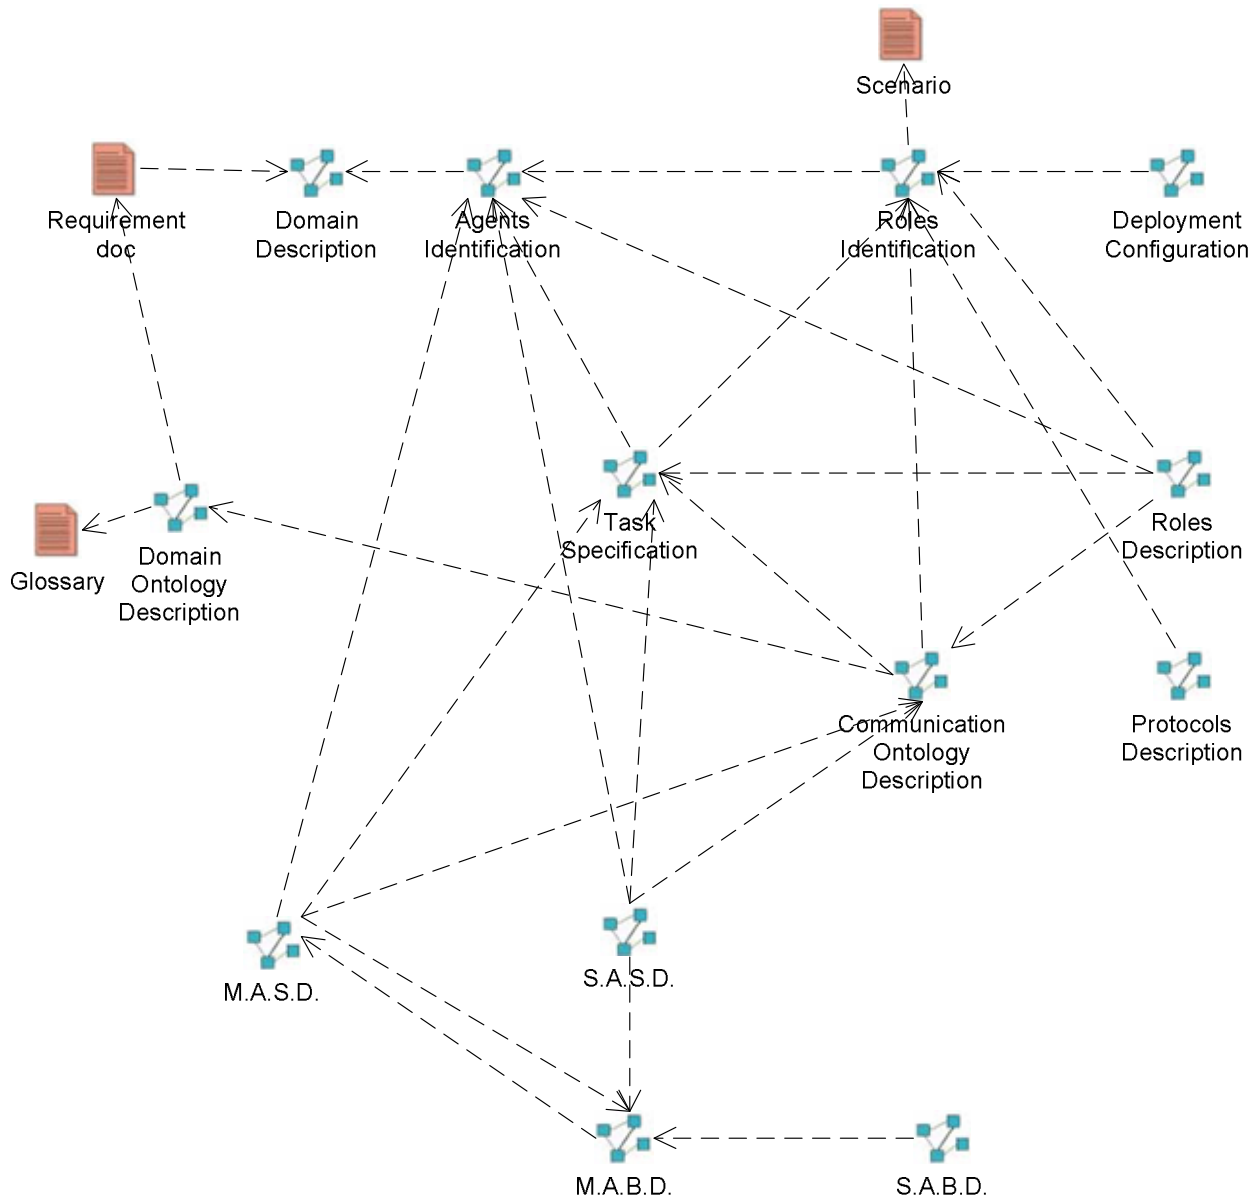 Scenario
Requirement
doc
Domain
Description
Agents
Identification
Roles
Identification
Deployment
Configuration
Glossary
Domain
Ontology
Description
Task
Specification
Roles
Description
Communication
Ontology
Description
Protocols
Description
M.A.S.D.
S.A.S.D.
M.A.B.D.
S.A.B.D.